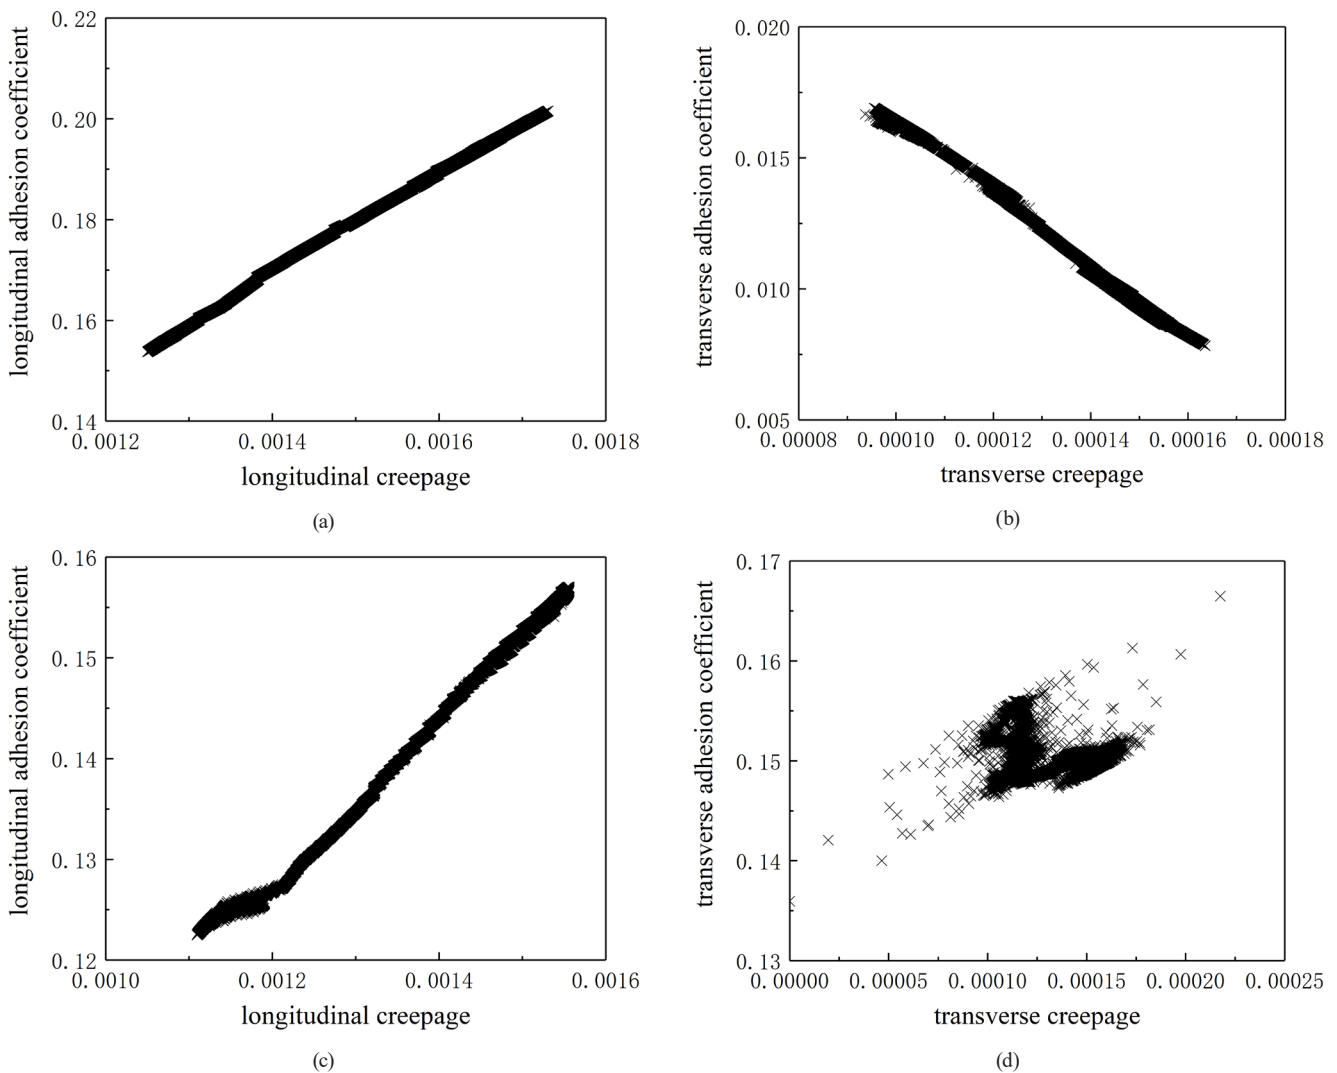 longitudinal adhesion coefficient
0.22
0.20
0.18
0.16
0.14
0.0012 0.0014 0.0016 0.0018
longitudinal creepage
(a)
transverse adhesion coefficient
0.020
0.015
0.010
0.005
0.00008 0.00010 0.00012 0.00014 0.00016 0.00018
transverse creepage
(b)
longitudinal adhesion coefficient
0.16
0.15
0.14
0.13
0.12
0.0010 0.0012 0.0014 0.0016
longitudinal creepage
(c)
transverse adhesion coefficient
0.17
0.16
0.15
0.14
0.13
0.00000 0.00005 0.00010 0.00015 0.00020 0.00025
transverse creepage
(d)